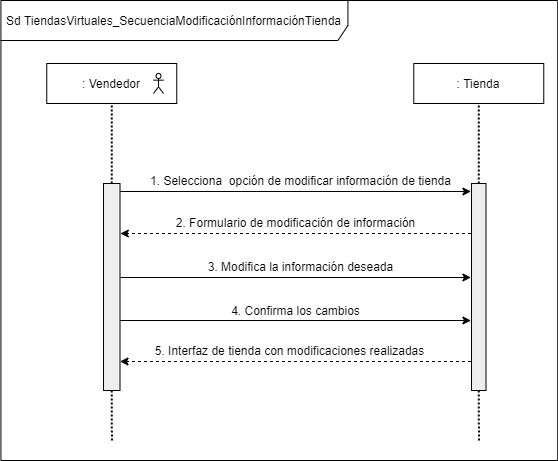 Sd TiendasVirtuales_SecuenciaModificaciónInformaciónTienda
: Vendedor
: Tienda
1. Selecciona opción de modificar información de tienda
2. Formulario de modificación de información
3. Modifica la información deseada
4. Confirma los cambios
5. Interfaz de tienda con modificaciones realizadas